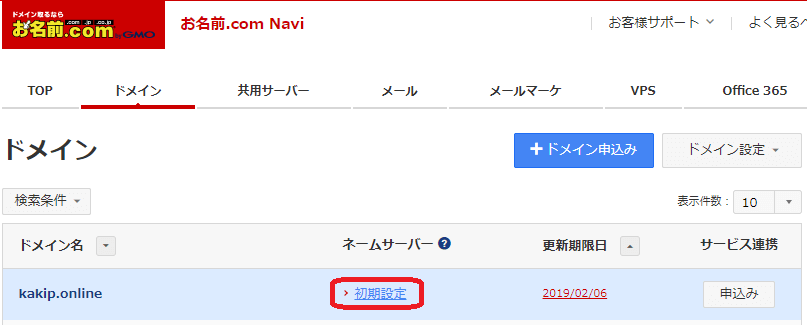 ドメイン取るなら
お名前.com .com .jp .co.jp by GMO
お名前.com Navi
お客様サポート
よく見るペ
TOP ドメイン 共用サーバー メール メールマーケ VPS Office 365
ドメイン
+ドメイン申込み
ドメイン設定
検索条件
表示件数: 10
ドメイン名 ネームサーバー ? 更新期限日 サービス連携
kakip.online › 初期設定 2019/02/06 申込み